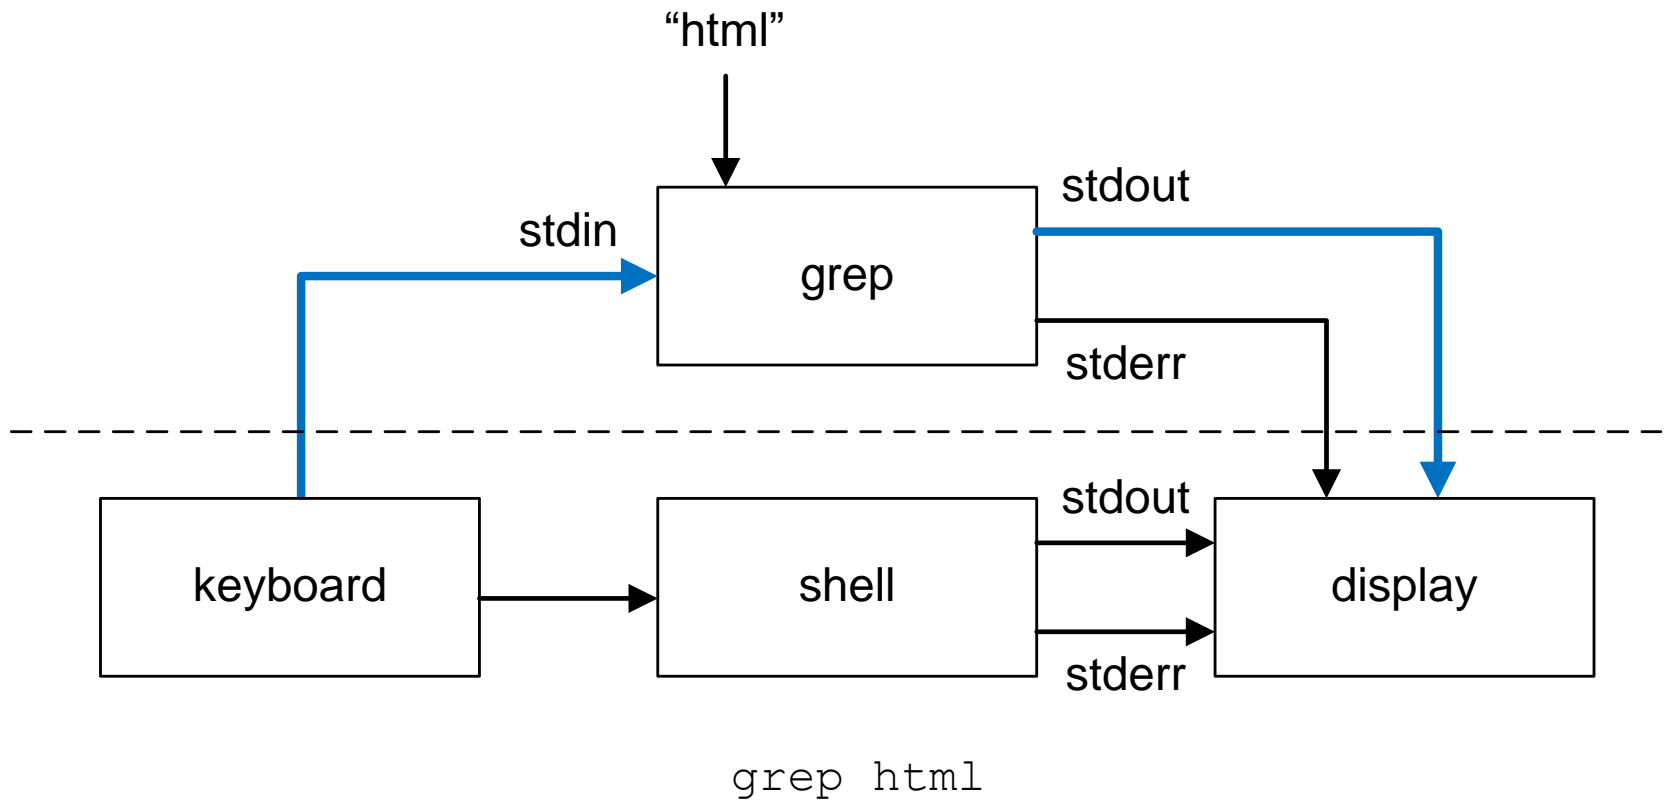 “html”
stdout
stdin
grep
stderr
stdout
keyboard
shell
display
stderr
grep html